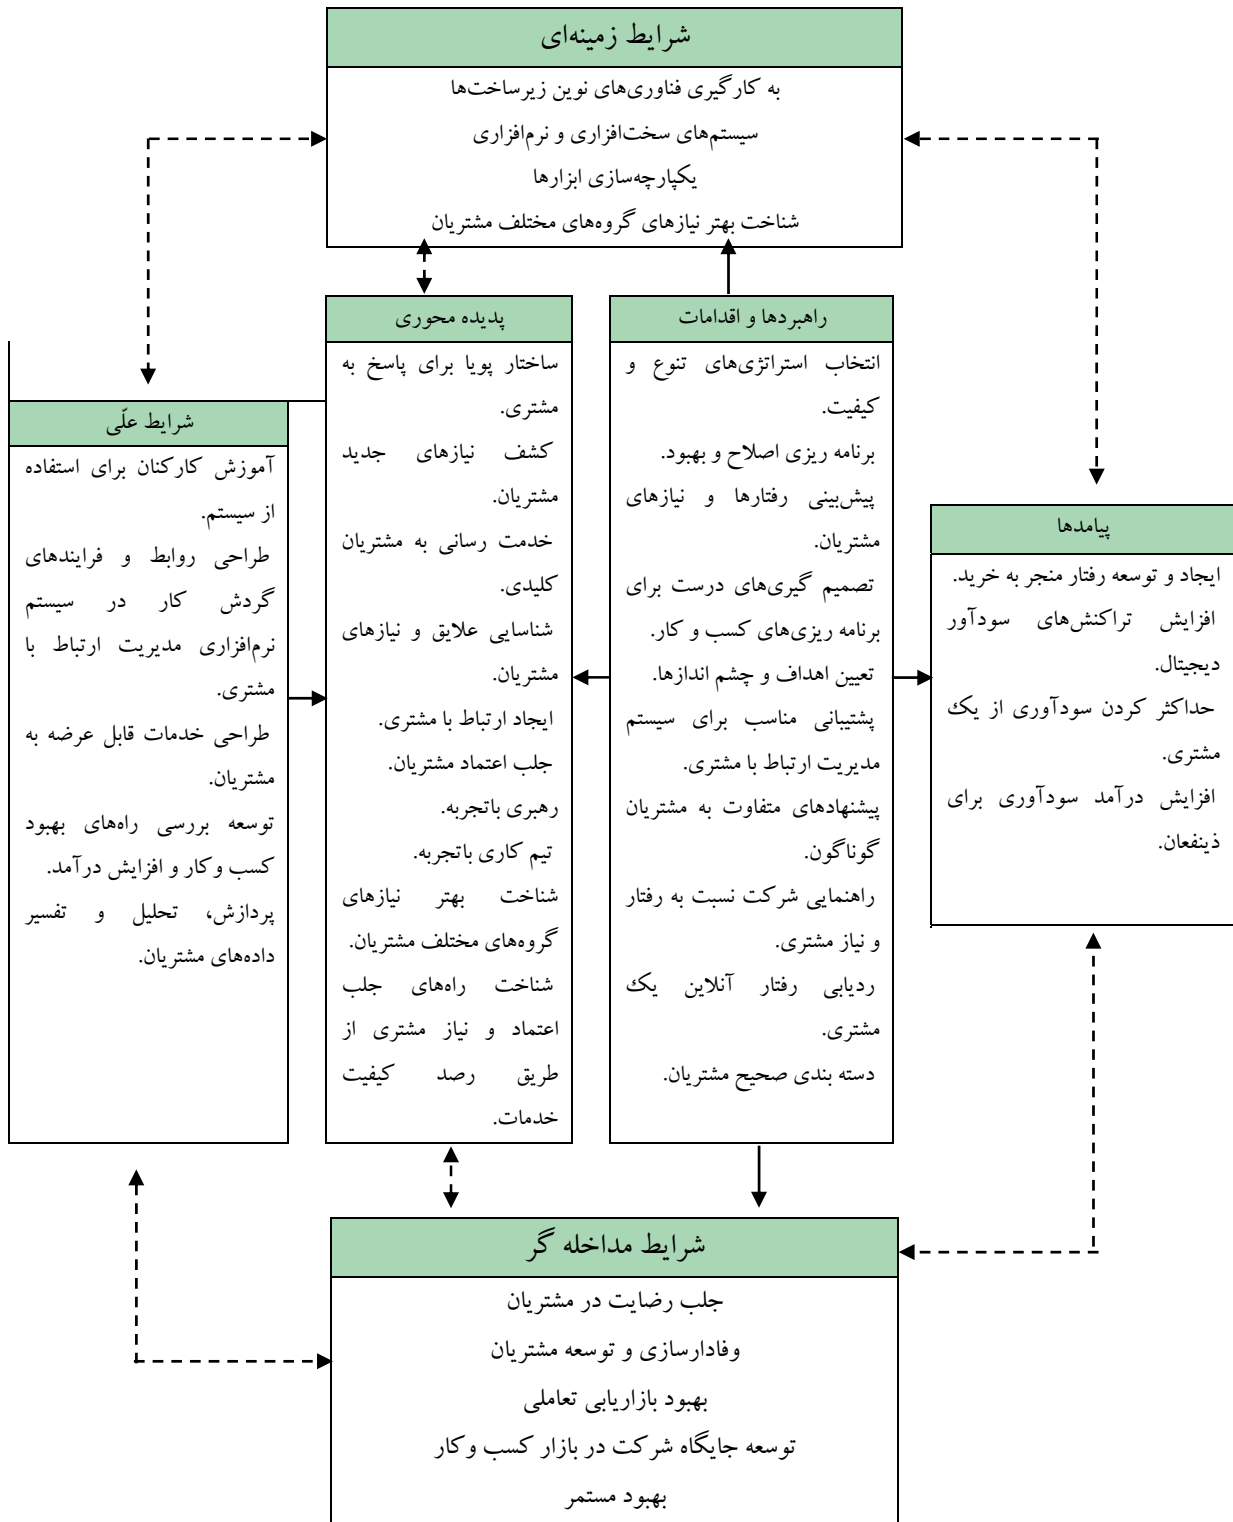 شرایط زمینه‌ای
به کارگیری فناوری‌های نوین زیرساخت‌ها
سیستم‌های سخت‌افزاری و نرم‌افزاری
یکپارچه‌سازی ابزارها
شناخت بهتر نیازهای گروه‌های مختلف مشتریان
راهبردها و اقدامات
انتخاب استراتژی‌های تنوع و
کیفیت.
برنامه ریزی اصلاح و بهبود.
پیش‌بینی رفتارها و نیازهای
مشتریان.
تصمیم گیری‌های درست برای
برنامه ریزی‌های کسب و کار.
تعیین اهداف و چشم اندازها.
پشتیبانی مناسب برای سیستم
مدیریت ارتباط با مشتری.
پیشنهادهای متفاوت به مشتریان
گوناگون.
راهنمایی شرکت نسبت به رفتار
و نیاز مشتری.
ردیابی رفتار آنلاین یک
مشتری.
دسته بندی صحیح مشتریان.
پدیده محوری
ساختار پویا برای پاسخ به
مشتری.
کشف نیازهای جدید
مشتریان.
خدمت رسانی به مشتریان
کلیدی.
شناسایی علایق و نیازهای
مشتریان.
ایجاد ارتباط با مشتری.
جلب اعتماد مشتریان.
رهبری باتجربه.
تیم کاری باتجربه.
شناخت بهتر نیازهای
گروه‌های مختلف مشتریان.
شناخت راه‌های جلب
اعتماد و نیاز مشتری از
طریق رصد کیفیت
خدمات.
شرایط علّی
آموزش کارکنان برای استفاده
از سیستم.
طراحی روابط و فرایندهای
گردش کار در سیستم
نرم‌افزاری مدیریت ارتباط با
مشتری.
طراحی خدمات قابل عرضه به
مشتریان.
توسعه بررسی راه‌های بهبود
کسب وکار و افزایش درآمد.
پردازش، تحلیل و تفسیر
داده‌های مشتریان.
پیامدها
ایجاد و توسعه رفتار منجر به خرید.
افزایش تراکنش‌های سودآور
دیجیتال.
حداکثر کردن سودآوری از یک
مشتری.
افزایش درآمد سودآوری برای
ذینفعان.
شرایط مداخله گر
جلب رضایت در مشتریان
وفادارسازی و توسعه مشتریان
بهبود بازاریابی تعاملی
توسعه جایگاه شرکت در بازار کسب وکار
بهبود مستمر